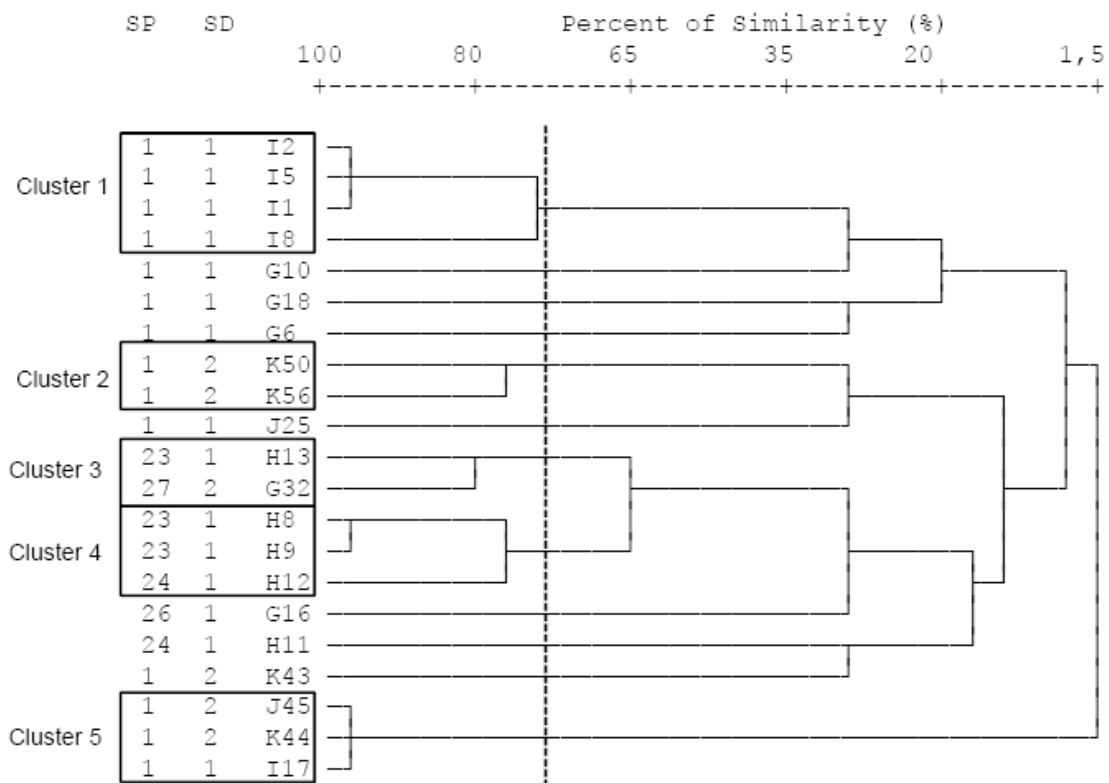 SP SD Percent of Similarity (%)
100 80 65 35 20 1,5
1 1 I2
Cluster 1 1 1 I5
1 1 I1
1 1 I8
1 1 G10
1 1 G18
1 1 G6
1 2 K50
Cluster 2 1 2 K56
1 1 J25
Cluster 3 23 1 H13
27 2 G32
23 1 H8
Cluster 4 23 1 H9
24 1 H12
26 1 G16
24 1 H11
1 2 K43
1 2 J45
Cluster 5 1 2 K44
1 1 I17